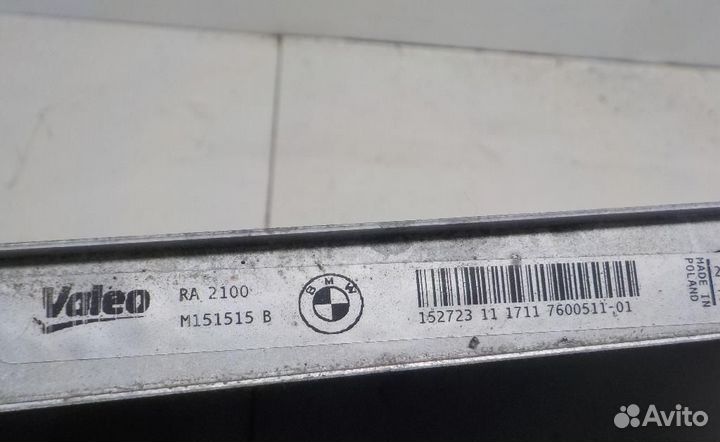 Valeo
RA 2100
M151515 B
BMW
152723 11 1711 7600511-01
MADE IN
POLAND
Avito